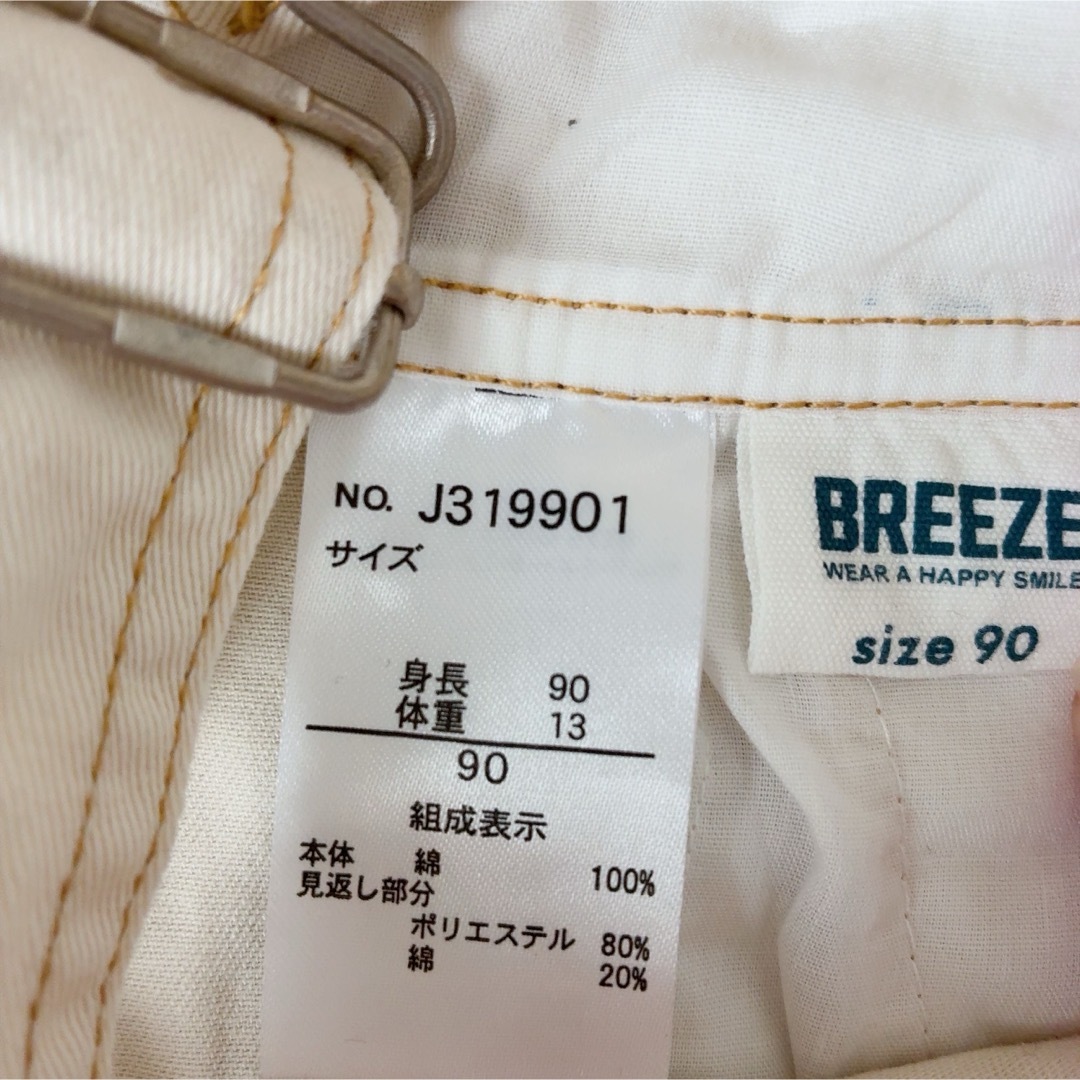 NO. J319901
サイズ
身長 90
体重 13
90
組成表示
本体 綿 100%
見返し部分
ポリエステル 80%
綿 20%
BREEZE
WEAR A HAPPY SMILE
size 90